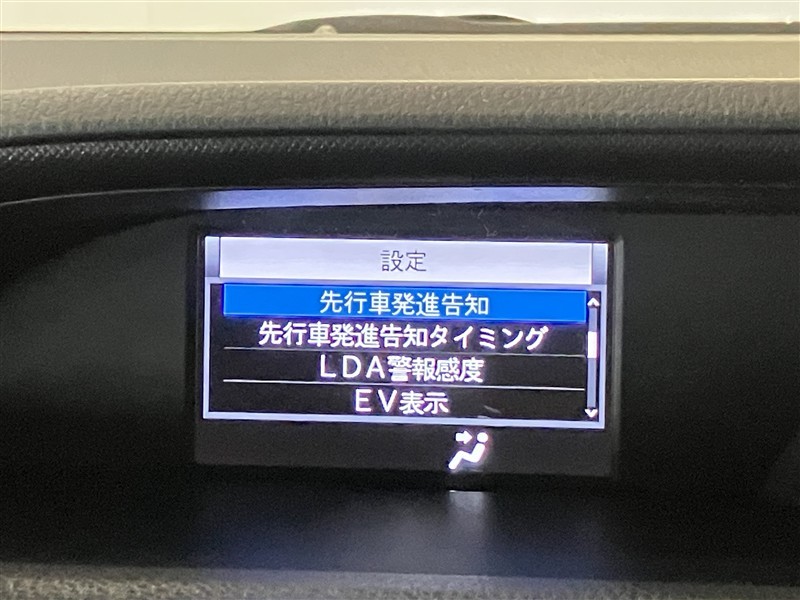 設定
先行車発進告知
先行車発進告知タイミング
LDA警報感度
EV表示